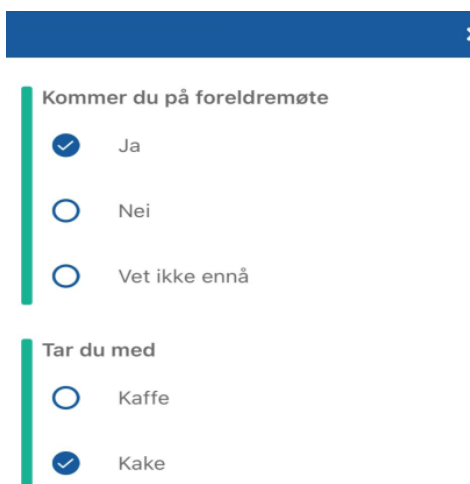 Kommer du på foreldremøte
Ja
Nei
Vet ikke ennå
Tar du med
Kaffe
Kake